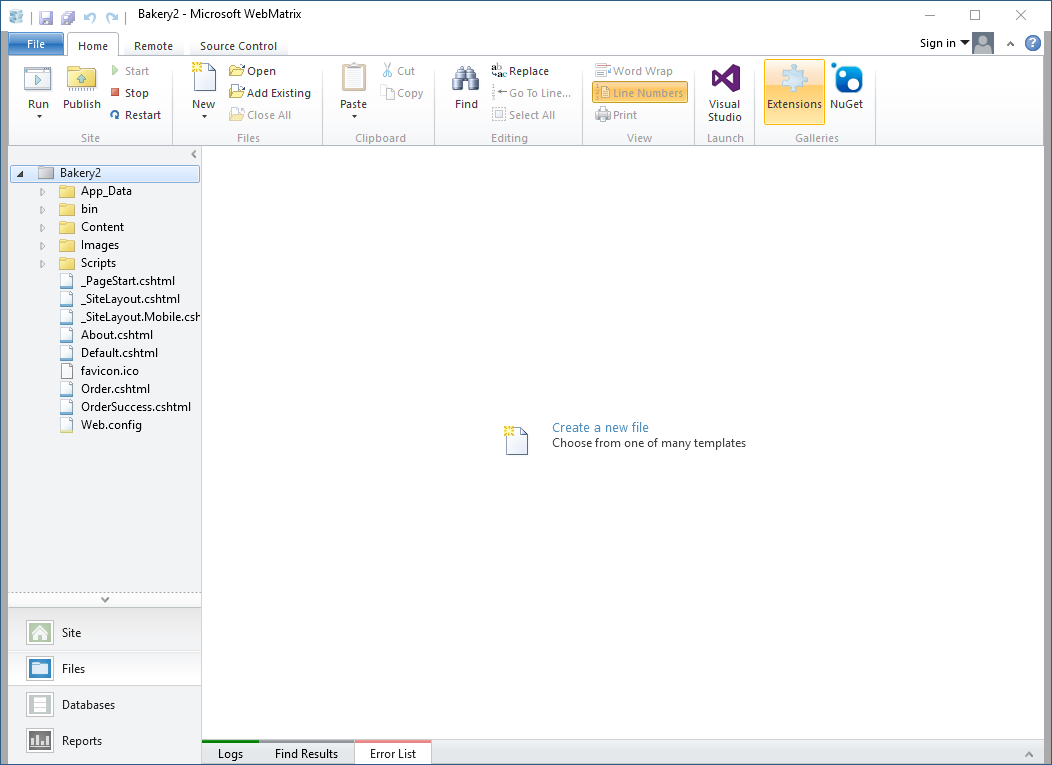 Bakery2 - Microsoft WebMatrix
File Home Remote Source Control Sign in
Run
Publish
Start
Stop
Restart
Site
New
Open
Add Existing
Close All
Files
Paste
Cut
Copy
Clipboard
Find
Replace
Go To Line...
Select All
Editing
Word Wrap
Line Numbers
Print
View
Visual
Studio
Launch
Extensions
NuGet
Galleries
Bakery2
App_Data
bin
Content
Images
Scripts
_PageStart.cshtml
_SiteLayout.cshtml
_SiteLayout.Mobile.csh
About.cshtml
Default.cshtml
favicon.ico
Order.cshtml
OrderSuccess.cshtml
Web.config
Create a new file
Choose from one of many templates
Site
Files
Databases
Reports
Logs Find Results Error List